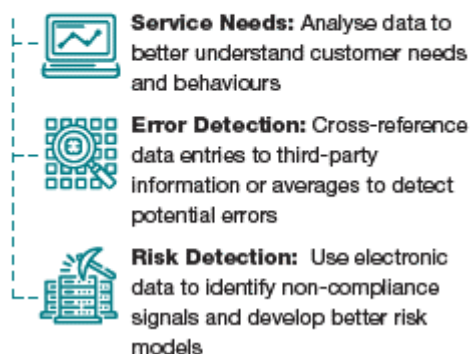 Service Needs: Analyse data to
better understand customer needs
and behaviours
Error Detection: Cross-reference
data entries to third-party
information or averages to detect
potential errors
Risk Detection: Use electronic
data to identify non-compliance
signals and develop better risk
models